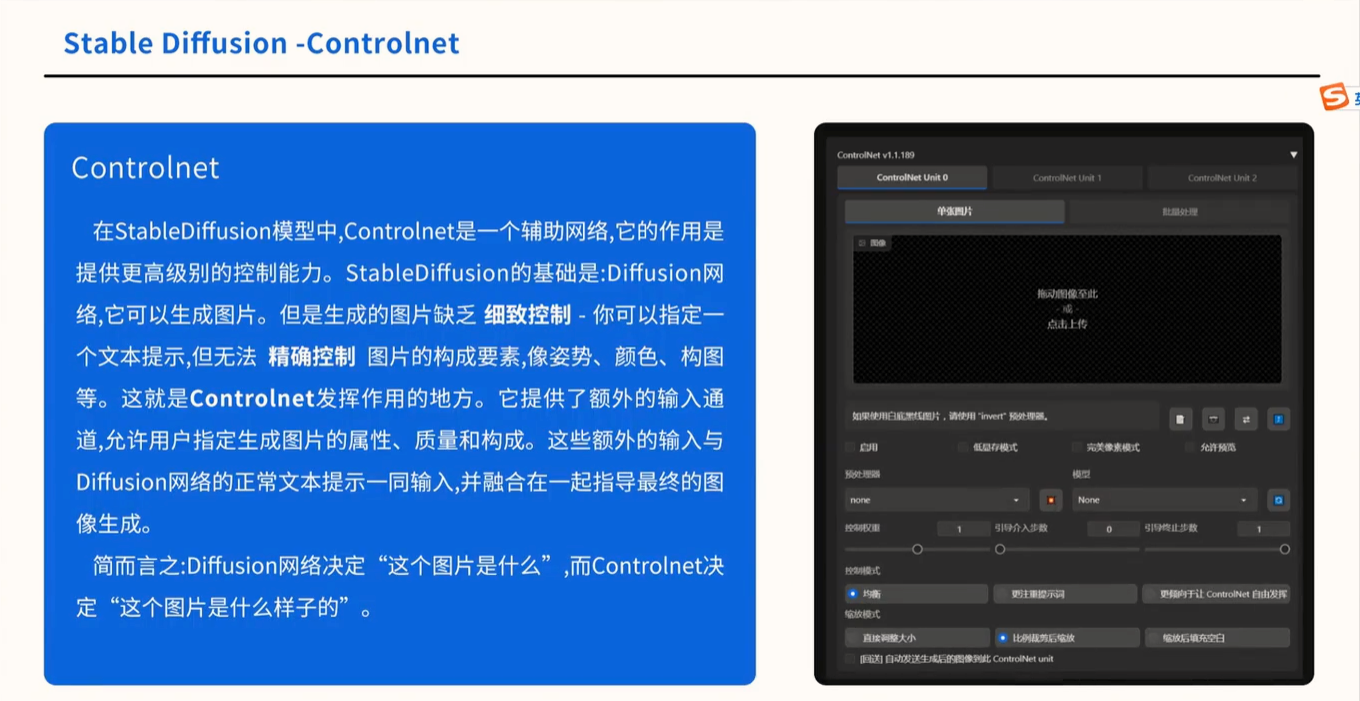 Stable Diffusion -Controlnet
Controlnet
在StableDiffusion模型中,Controlnet是一个辅助网络,它的作用是
提供更高级别的控制能力。StableDiffusion的基础是:Diffusion网
络,它可以生成图片。但是生成的图片缺乏 细致控制 - 你可以指定一
个文本提示,但无法 精确控制 图片的构成要素,像姿势、颜色、构图
等。这就是Controlnet发挥作用的地方。它提供了额外的输入通
道,允许用户指定生成图片的属性、质量和构成。这些额外的输入与
Diffusion网络的正常文本提示一同输入,并融合在一起指导最终的图
像生成。
简而言之:Diffusion网络决定“这个图片是什么”,而Controlnet决
定“这个图片是什么样子的”。
ControlNet v1.1.189
ControlNet Unit 0 ControlNet Unit 1 ControlNet Unit 2
单张图片 批量处理
图像
拖动图像至此
- 或 -
点击上传
如果使用白底黑线图片，请使用 "invert" 预处理器。
启用 低显存模式 完美像素模式 允许预览
预处理器 模型
none None
控制权重 1 引导介入步数 0 引导终止步数 1
控制模式
均衡 更注重提示词 更倾向于让 ControlNet 自由发挥
缩放模式
直接调整大小 比例裁剪后缩放 缩放后填充空白
[回送] 自动发送生成后的图像到此 ControlNet unit
S